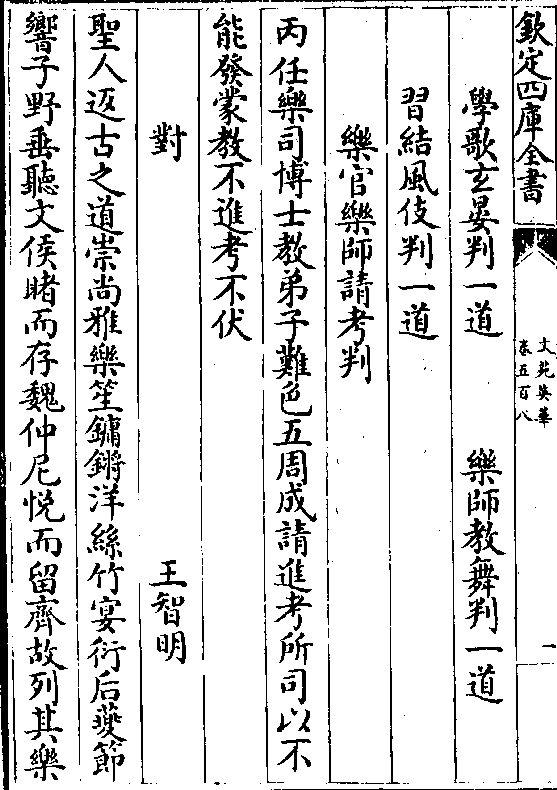 欽定四庫全書
文苑英華
卷五百八
一
學歌玄晏判一道
樂師教舞判一道
習結風伎判一道
樂官樂師請考判
丙任樂司博士教弟子難色五周成請進考所司以不
能發蒙教不進考不伏
對
王智明
聖人返古之道崇尚雅樂笙鏞鏘洋絲竹宴衎后夔節
響子野垂聽文侯睹而存魏仲尼悅而留齊故列其樂